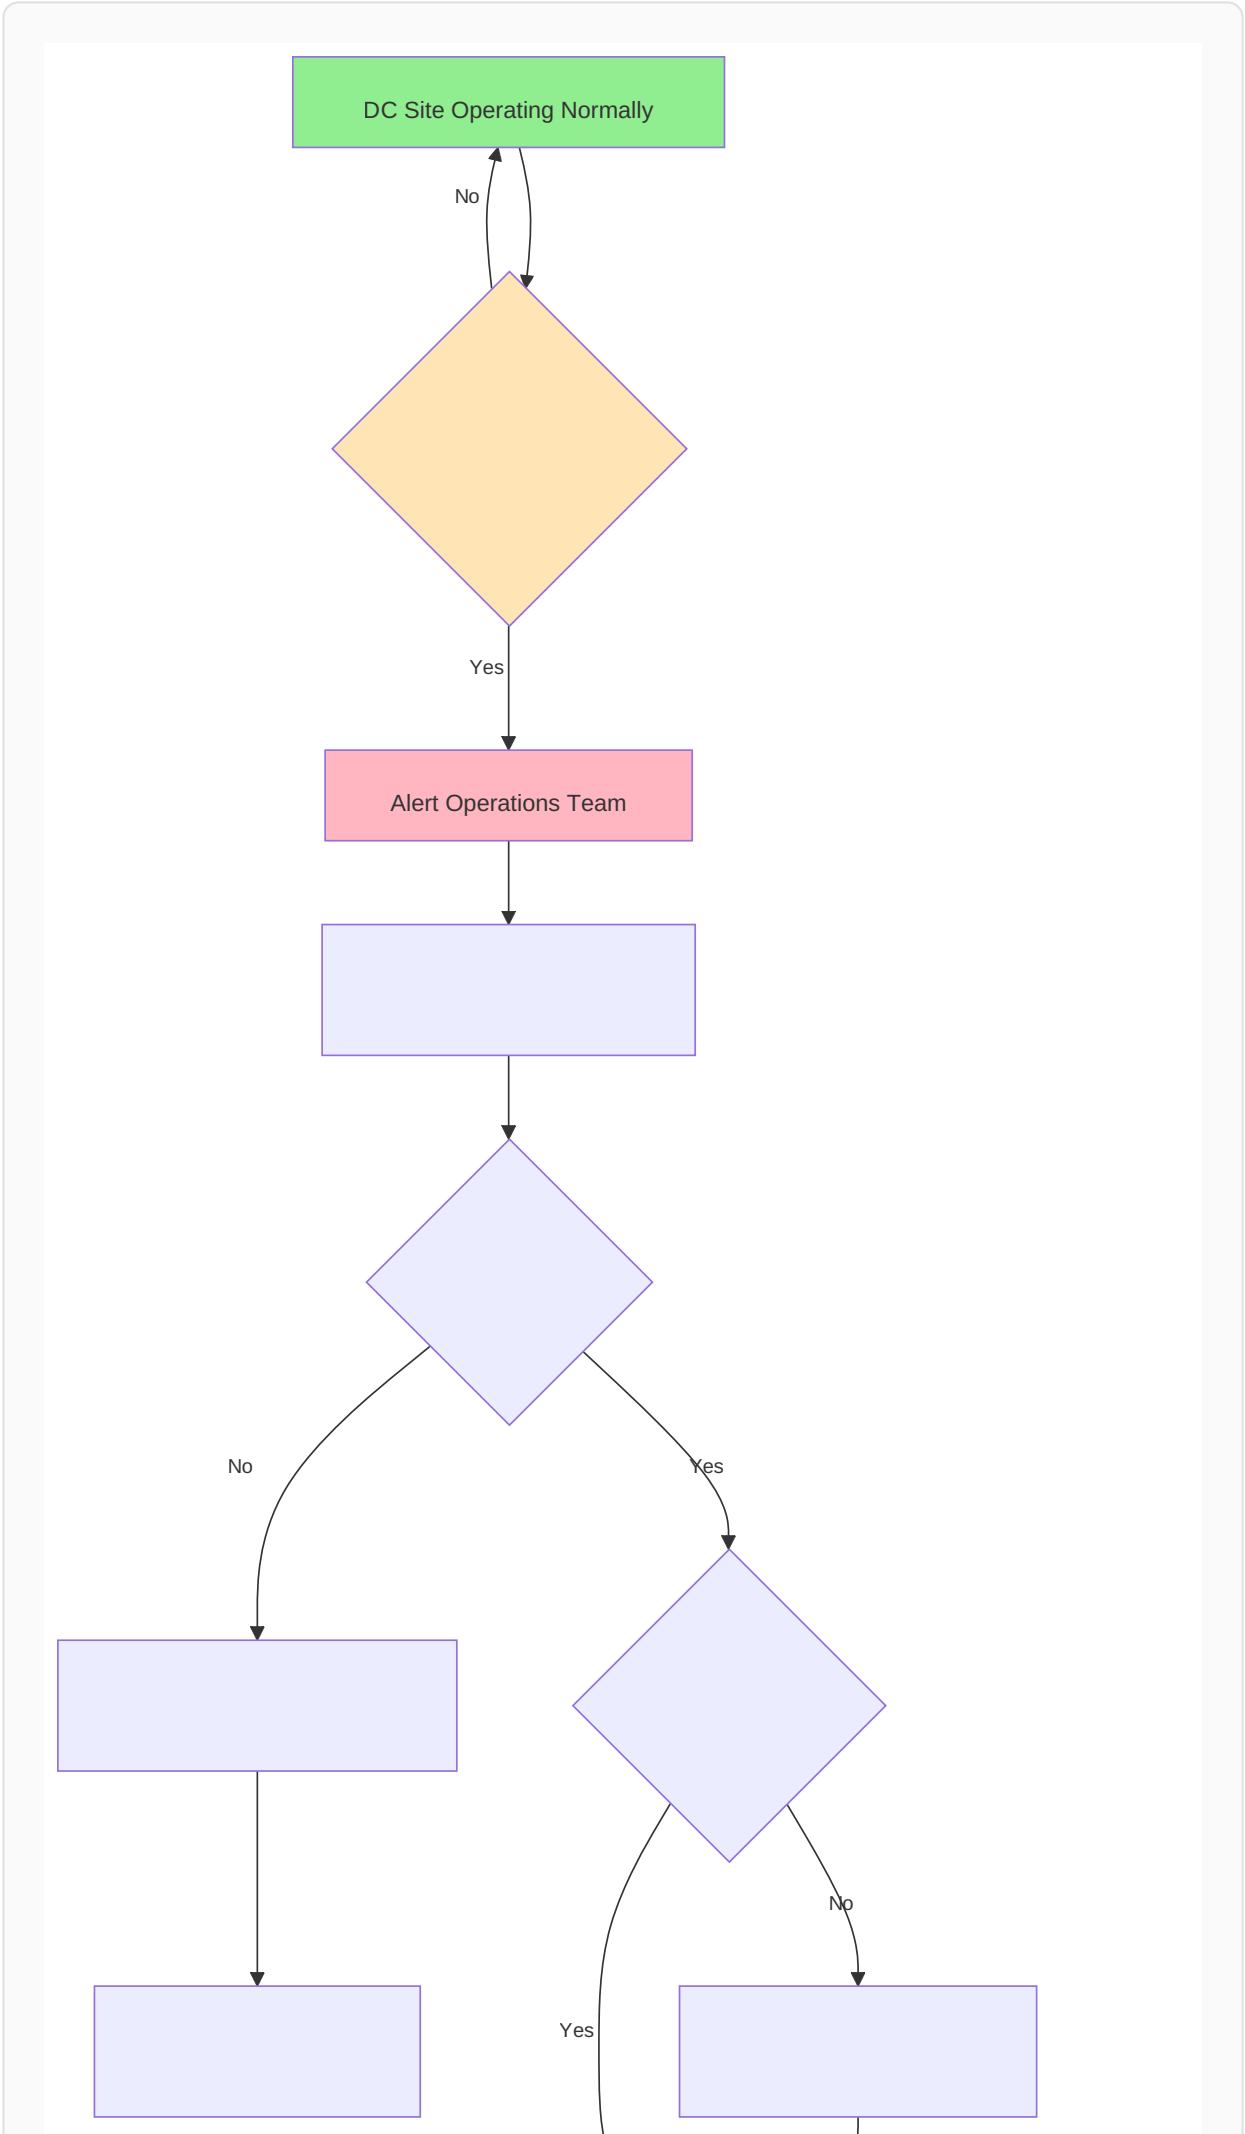 DC Site Operating Normally
No
Yes
Alert Operations Team
No
Yes
No
Yes